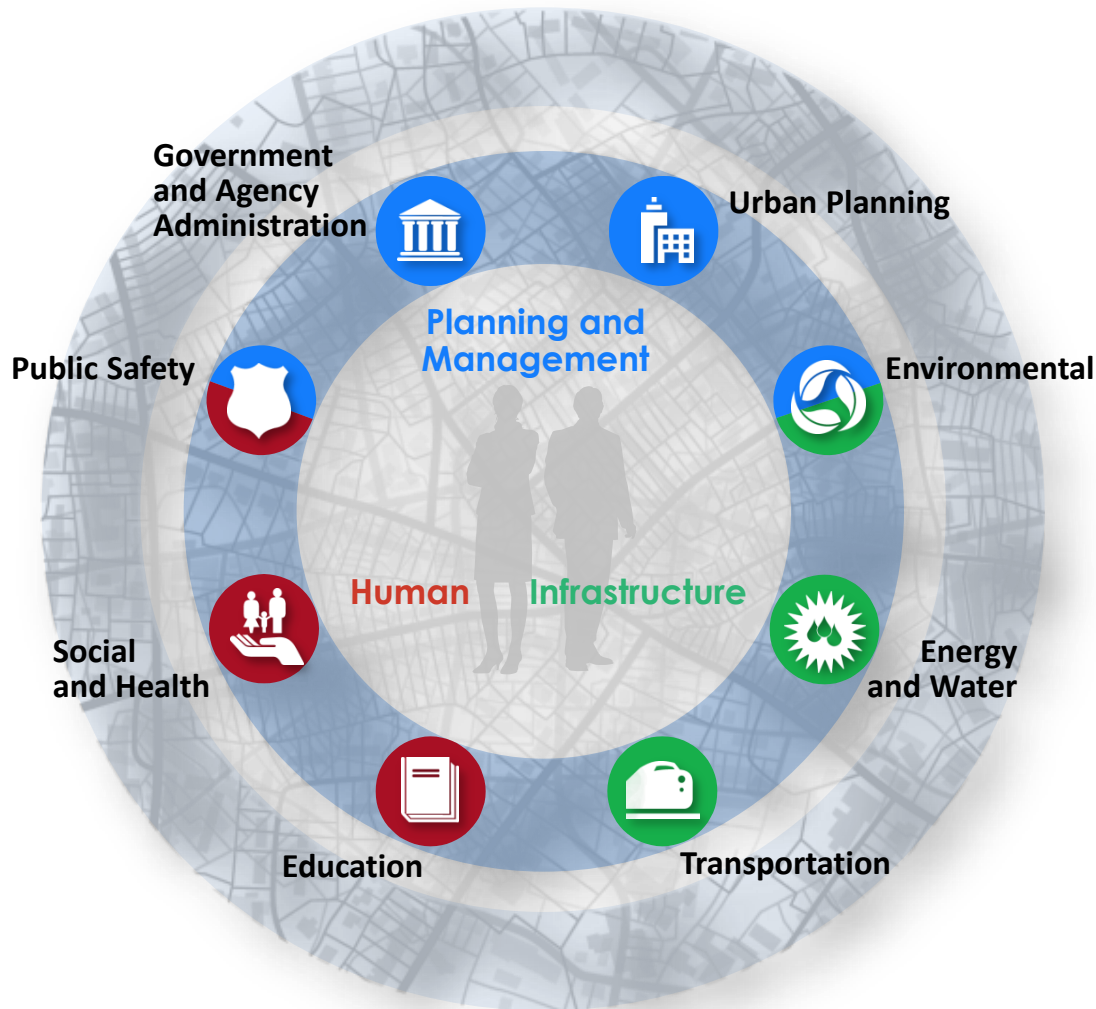 Government
and Agency
Administration
Urban Planning
Planning and
Management
Public Safety
Environmental
Human
Infrastructure
Social
and Health
Energy
and Water
Education
Transportation